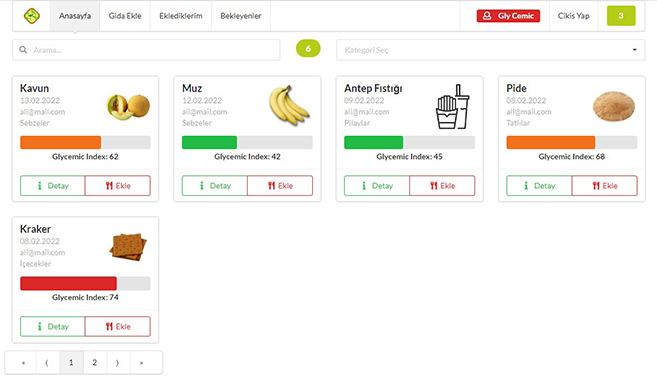 Anasayfa Gida Ekle Eklediklerim Bekleyenler Gly Cemic Cikis Yap 3
Arama... 6 Kategori Seç
Kavun
13.02.2022
ali@mail.com
Sebzeler
Glycemic Index: 62
Detay Ekle
Muz
12.02.2022
ali@mail.com
Sebzeler
Glycemic Index: 42
Detay Ekle
Antep Fıstığı
09.02.2022
ali@mail.com
Pilavlar
Glycemic Index: 45
Detay Ekle
Pide
08.02.2022
ali@mail.com
Tatlılar
Glycemic Index: 68
Detay Ekle
Kraker
08.02.2022
ali@mail.com
İçecekler
Glycemic Index: 74
Detay Ekle
« ⟨ 1 2 ⟩ »